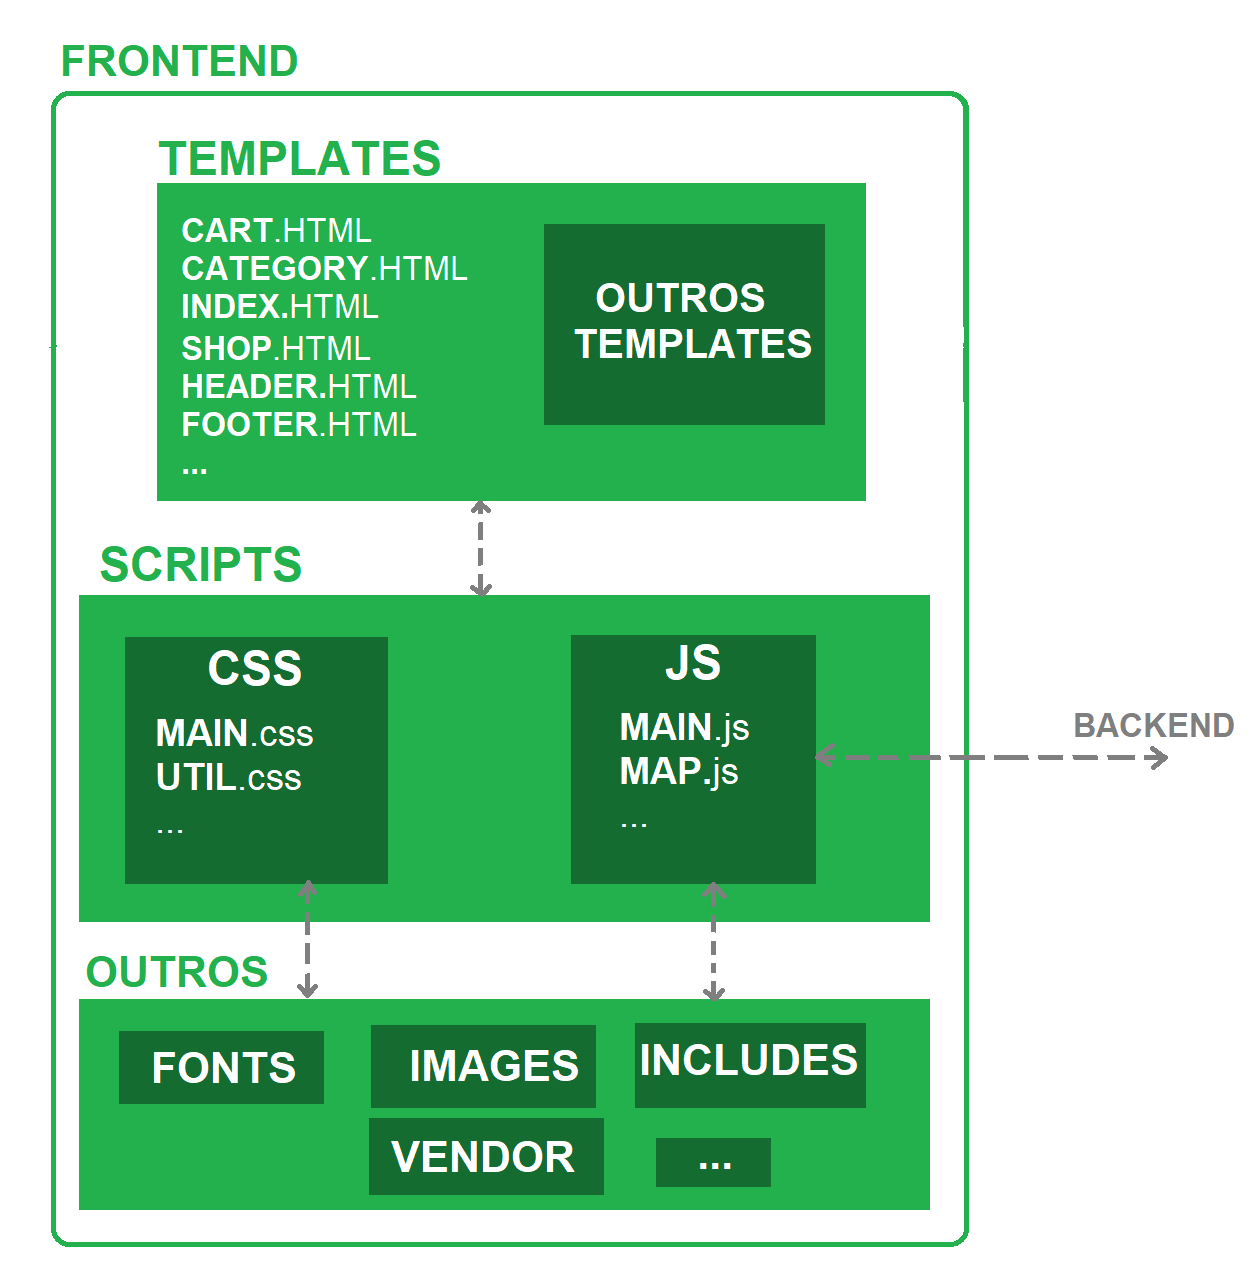 FRONTEND
TEMPLATES
CART.HTML
CATEGORY.HTML
INDEX.HTML
SHOP.HTML
HEADER.HTML
FOOTER.HTML
...
OUTROS
TEMPLATES
SCRIPTS
CSS
MAIN.css
UTIL.css
...
JS
MAIN.js
MAP.js
...
BACKEND
OUTROS
FONTS
IMAGES
INCLUDES
VENDOR
...